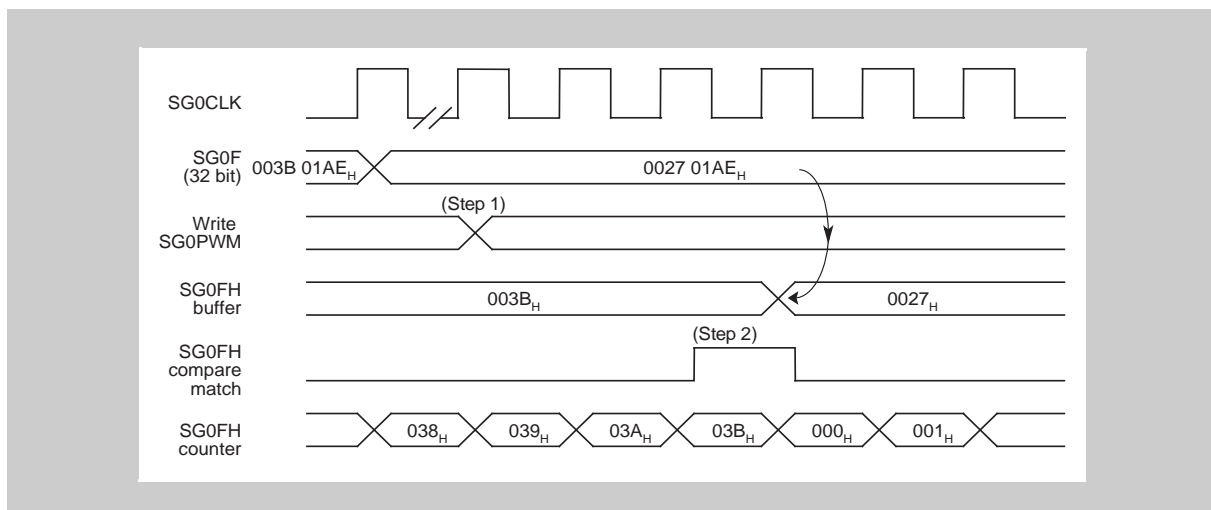 SG0CLK
SG0F
(32 bit)
003B 01AEH
0027 01AEH
(Step 1)
Write
SG0PWM
SG0FH
buffer
003BH
0027H
(Step 2)
SG0FH
compare
match
SG0FH
counter
038H
039H
03AH
03BH
000H
001H